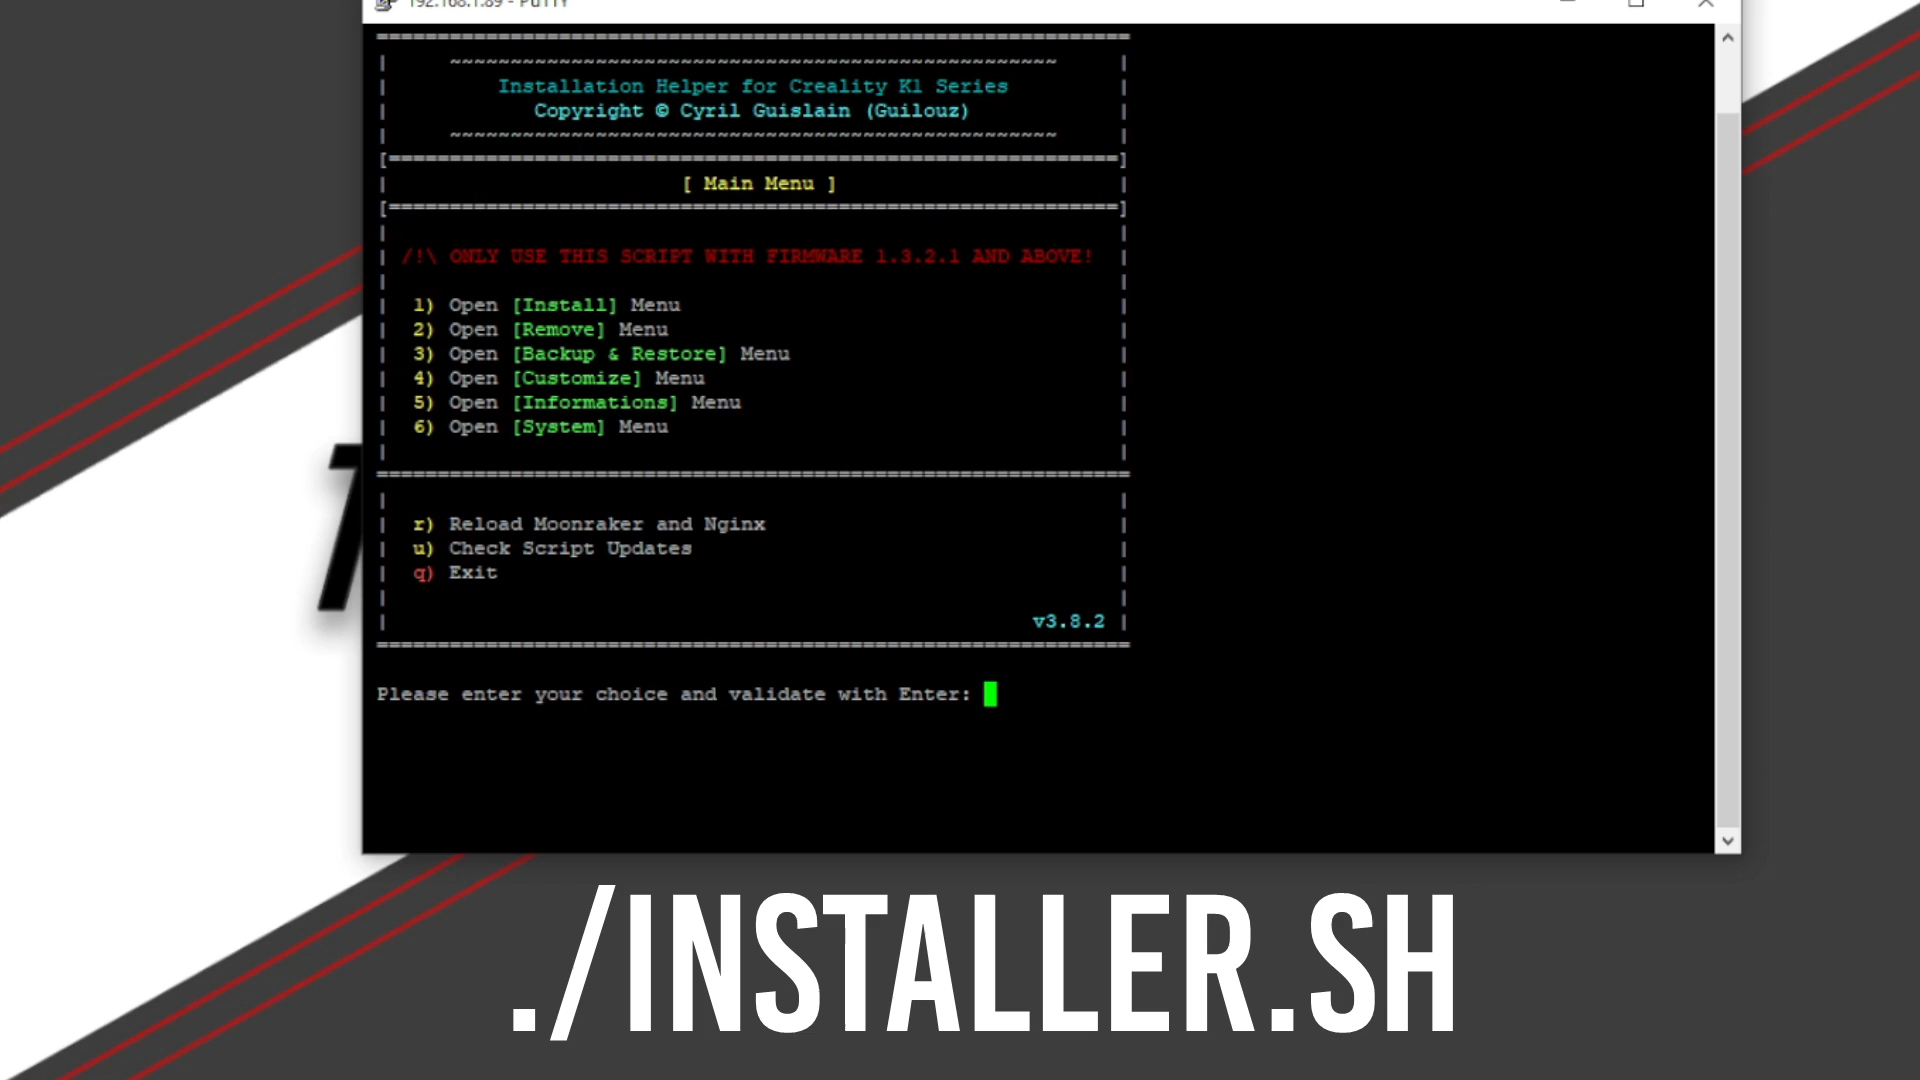 192.168.1.89 - PuTTY
Installation Helper for Creality K1 Series
Copyright © Cyril Guislain (Guilouz)
[ Main Menu ]
/!\ ONLY USE THIS SCRIPT WITH FIRMWARE 1.3.2.1 AND ABOVE!
1) Open [Install] Menu
2) Open [Remove] Menu
3) Open [Backup & Restore] Menu
4) Open [Customize] Menu
5) Open [Informations] Menu
6) Open [System] Menu
r) Reload Moonraker and Nginx
u) Check Script Updates
q) Exit
v3.8.2
Please enter your choice and validate with Enter:
./INSTALLER.SH